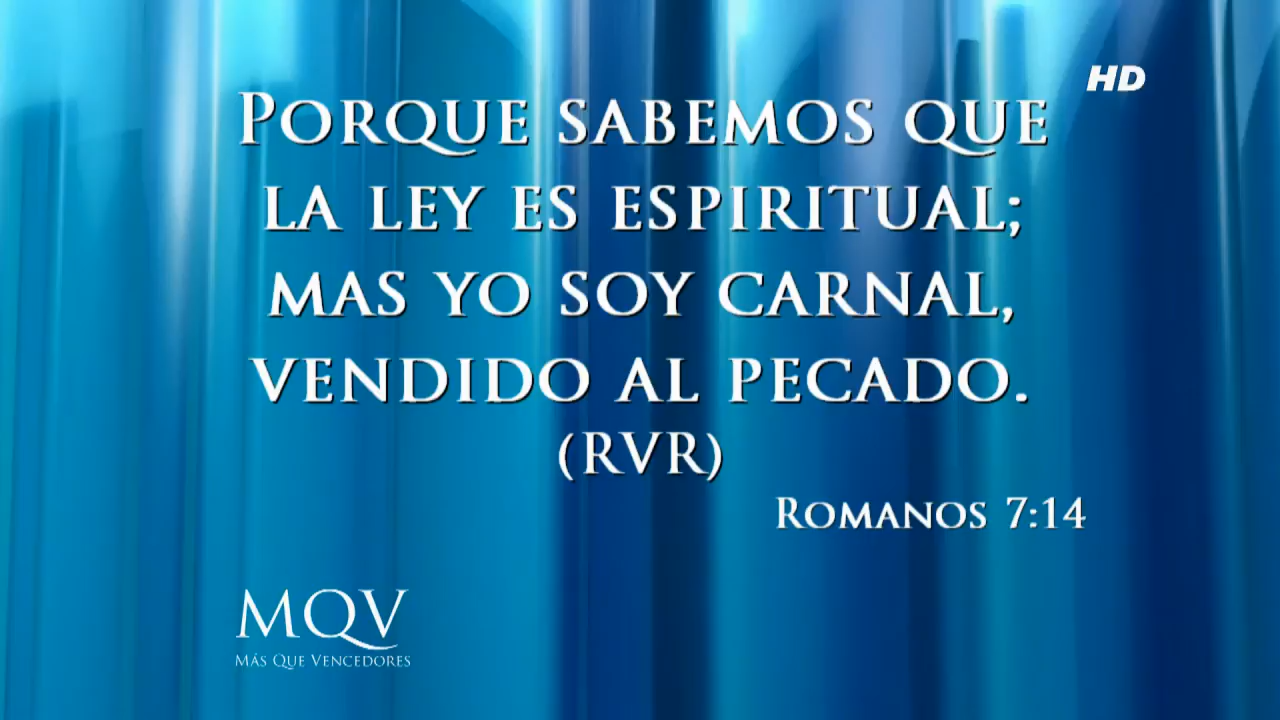 HD
Porque sabemos que
la ley es espiritual;
mas yo soy carnal,
vendido al pecado.
(RVR)
Romanos 7:14
MQV
Más Que Vencedores